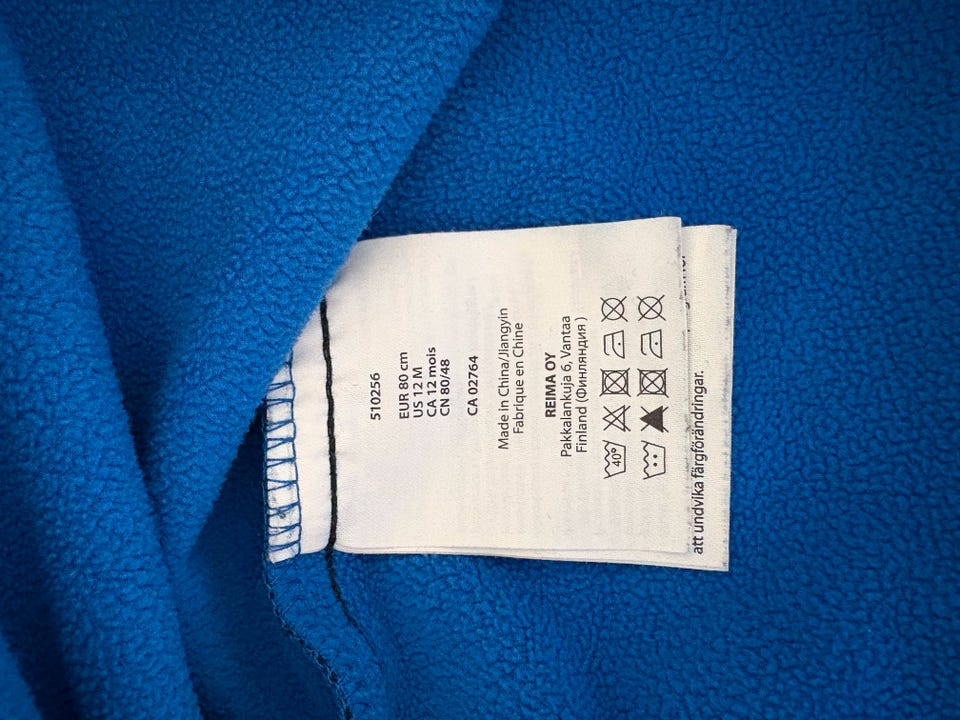 510256
EUR 80 cm
US 12 M
CA 12 mois
CN 80/48
CA 02764
Made in China/Jiangyin
Fabrique en Chine
REIMA OY
Pakkalankuja 6, Vantaa
Finland (Финляндия )
40°
att undvika färgförändringar.